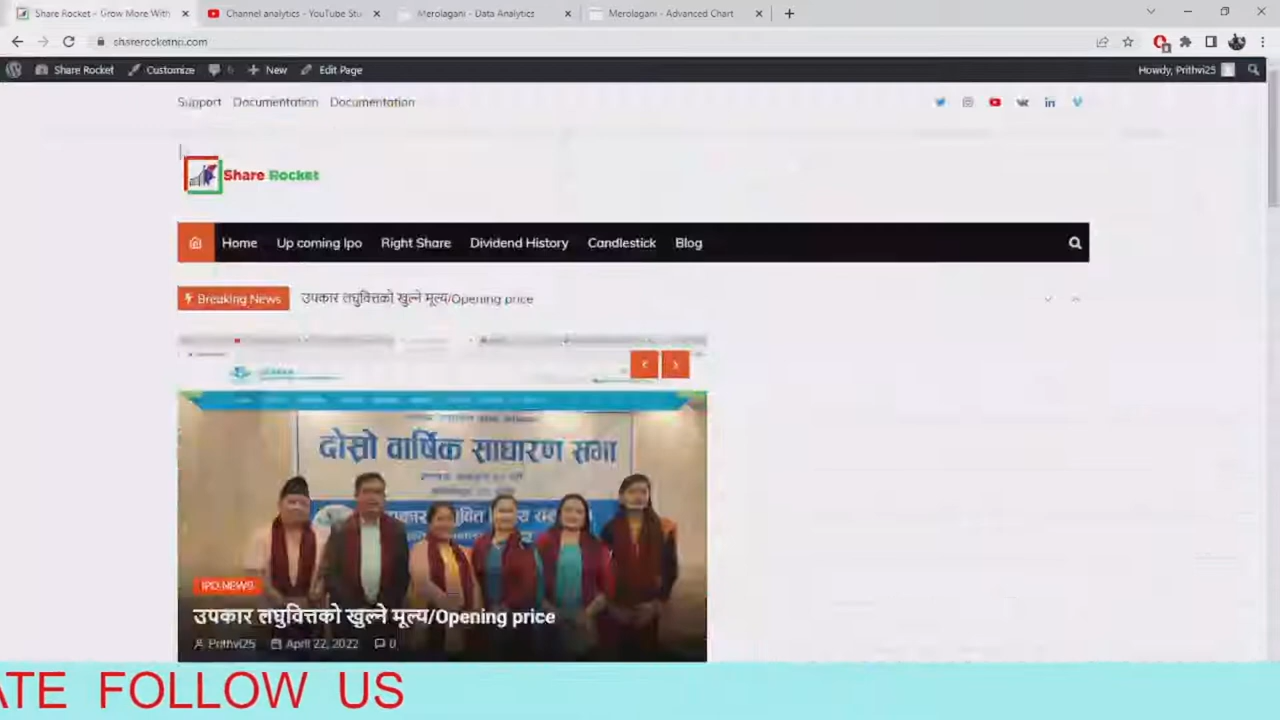 Share Rocket - Grow More With
Channel analytics - YouTube Stu
Merolagani - Data Analytics
Merolagani - Advanced Chart
sharerocketnp.com
Share Rocket
Customize
New
Edit Page
Howdy, Prithvi25
Support Documentation Documentation
Share Rocket
Home Up coming Ipo Right Share Dividend History Candlestick Blog
Breaking News
उपकार लघुवित्तको खुल्ने मूल्य/Opening price
दोस्रो वार्षिक साधारण सभा
IPO NEWS
उपकार लघुवित्तको खुल्ने मूल्य/Opening price
Prithvi25 April 22, 2022 0
ATE FOLLOW US